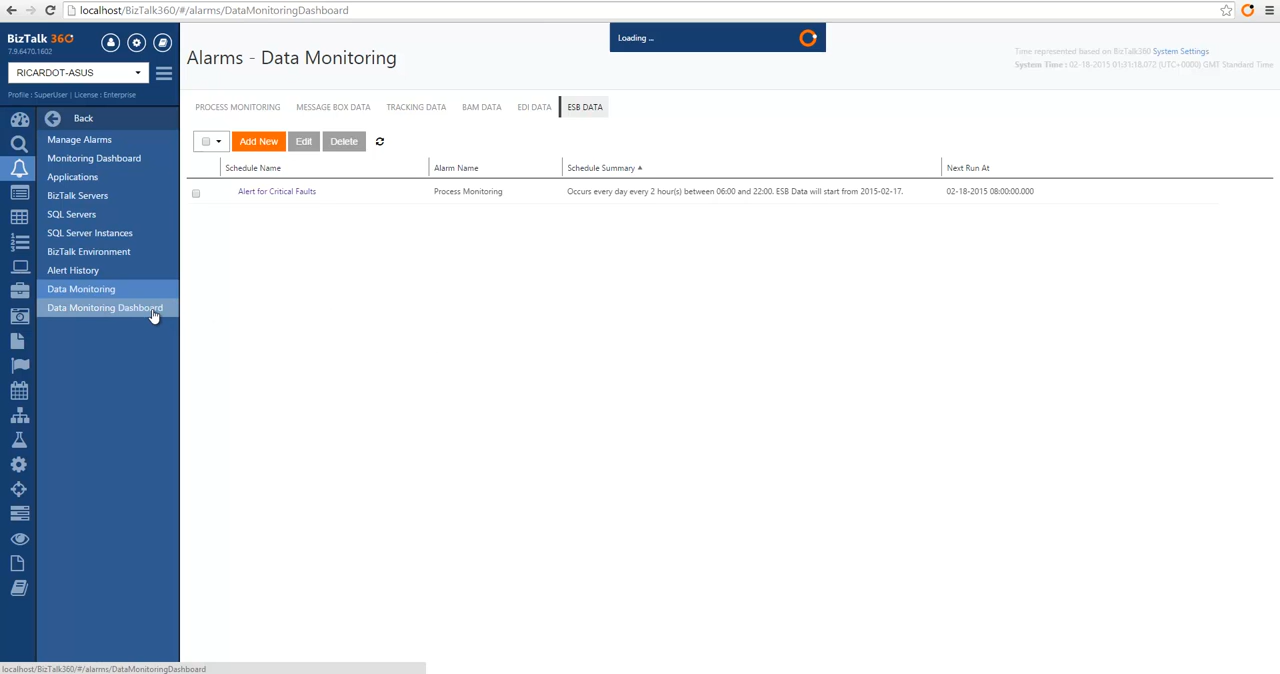 localhost/BizTalk360/#/alarms/DataMonitoringDashboard
BizTalk 360
7.9.6470.1602
RICARDOT-ASUS
Profile : SuperUser | License : Enterprise
Loading ...
Alarms - Data Monitoring
Time represented based on BizTalk360 System Settings
System Time : 02-18-2015 01:31:18.072 (UTC+0000) GMT Standard Time
Back
Manage Alarms
Monitoring Dashboard
Applications
BizTalk Servers
SQL Servers
SQL Server Instances
BizTalk Environment
Alert History
Data Monitoring
Data Monitoring Dashboard
PROCESS MONITORING MESSAGE BOX DATA TRACKING DATA BAM DATA EDI DATA ESB DATA
Add New Edit Delete
Schedule Name Alarm Name Schedule Summary Next Run At
Alert for Critical Faults Process Monitoring Occurs every day every 2 hour(s) between 06:00 and 22:00. ESB Data will start from 2015-02-17. 02-18-2015 08:00:00.000
localhost/BizTalk360/#/alarms/DataMonitoringDashboard